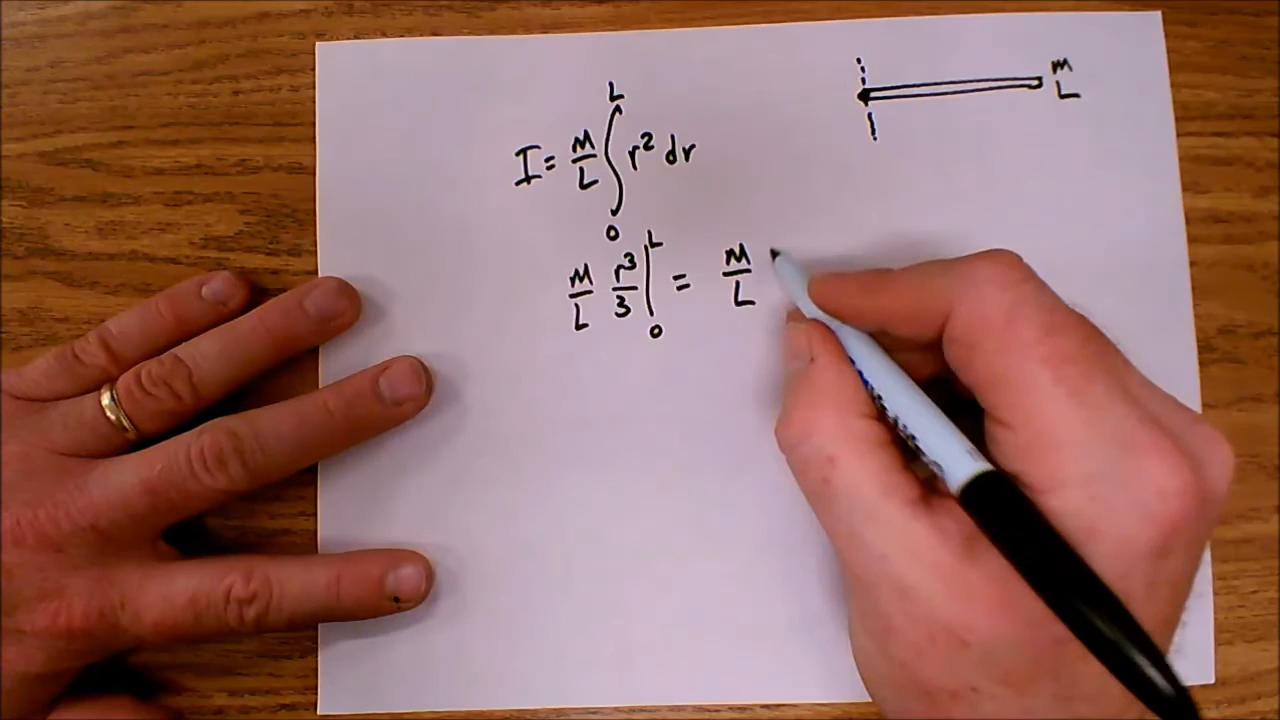 I = M/L ∫₀ᴸ r² dr
M/L r³/3 |₀ᴸ = M/L
M
L